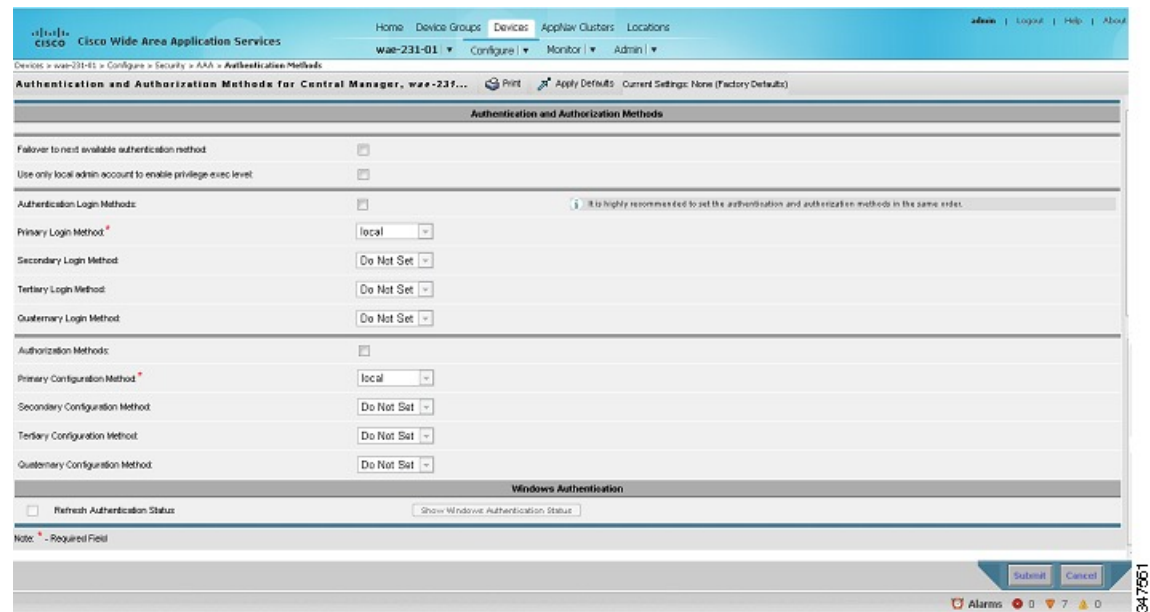 Home Device Groups Devices AppNav Clusters Locations
admin | Logout | Help | About
CISCO Cisco Wide Area Application Services
wae-231-01 Configure Monitor Admin
Devices > wae-231-01 > Configure > Security > AAA > Authentication Methods
Authentication and Authorization Methods for Central Manager, wae-231... Print Apply Defaults Current Settings: None (Factory Defaults)
Authentication and Authorization Methods
Failover to next available authentication method:
Use only local admin account to enable privilege exec level:
Authentication Login Methods:
It is highly recommended to set the authentication and authorization methods in the same order.
Primary Login Method:* local
Secondary Login Method: Do Not Set
Tertiary Login Method: Do Not Set
Quaternary Login Method: Do Not Set
Authorization Methods:
Primary Configuration Method:* local
Secondary Configuration Method: Do Not Set
Tertiary Configuration Method: Do Not Set
Quaternary Configuration Method: Do Not Set
Windows Authentication
Refresh Authentication Status Show Windows Authentication Status
Note: * - Required Field
Submit Cancel
Alarms 0 7 0
347561